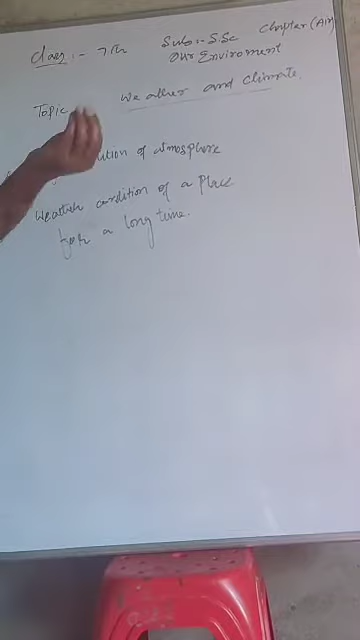 Class :- 7th Sub:- S.Sc Chapter (Air)
Our Enviroment
Topic Weather and Climate.
of atmosphere
Weather condition of a Place
for a long time.